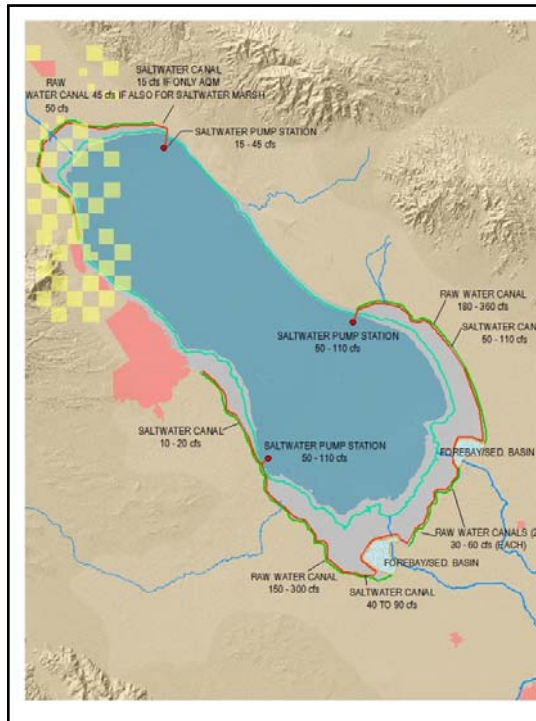 SALTWATER CANAL
15 cfs IF ONLY AQM
RAW
WATER CANAL 45 cfs IF ALSO FOR SALTWATER MARSH
50 cfs
SALTWATER PUMP STATION
15 - 45 cfs
RAW WATER CANAL
180 - 360 cfs
SALTWATER CAN
50 - 110 cfs
SALTWATER PUMP STATION
50 - 110 cfs
SALTWATER CANAL
10 - 20 cfs
SALTWATER PUMP STATION
50 - 110 cfs
FOREBAY/SED. BASIN
RAW WATER CANALS (2
30 - 60 cfs (EACH)
FOREBAY/SED. BASIN
RAW WATER CANAL
150 - 300 cfs
SALTWATER CANAL
40 TO 90 cfs